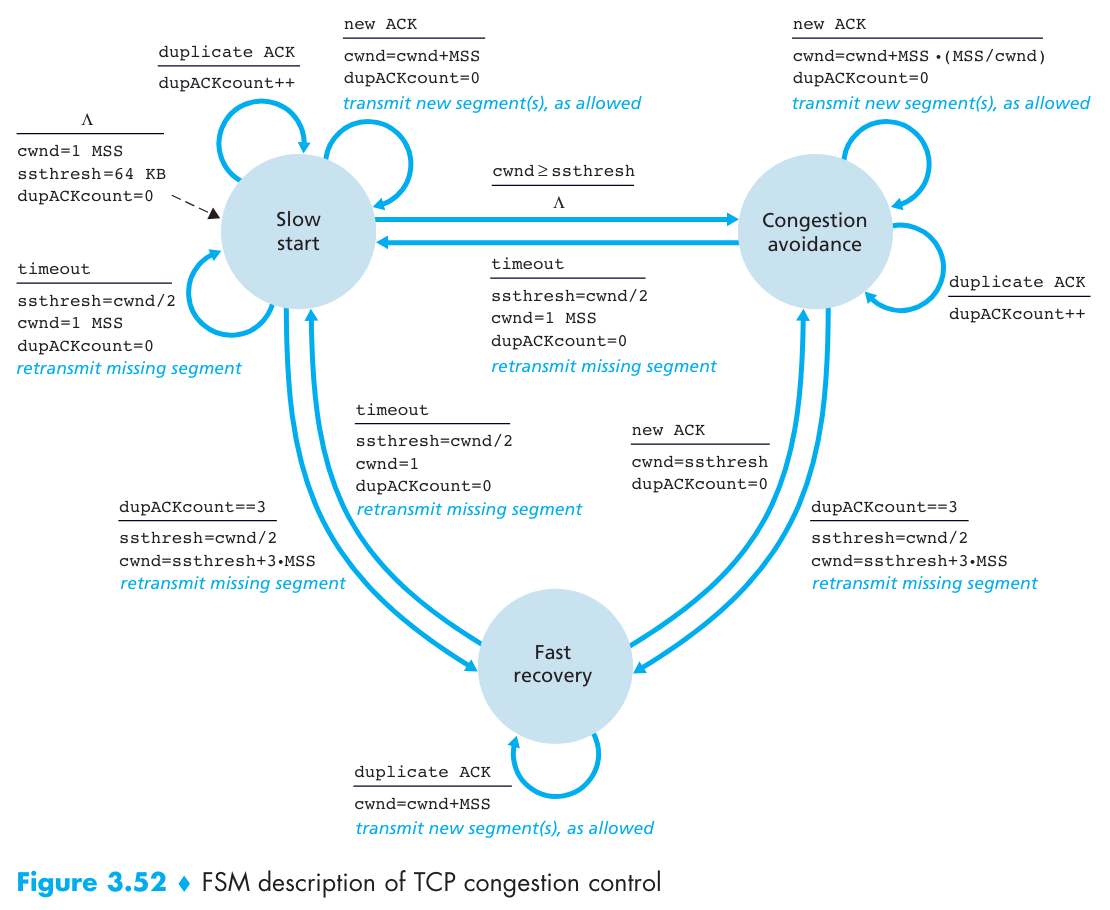 duplicate ACK
dupACKcount++
new ACK
cwnd=cwnd+MSS
dupACKcount=0
transmit new segment(s), as allowed
new ACK
cwnd=cwnd+MSS •(MSS/cwnd)
dupACKcount=0
transmit new segment(s), as allowed
Λ
cwnd=1 MSS
ssthresh=64 KB
dupACKcount=0
Slow
start
cwnd≥ssthresh
Λ
Congestion
avoidance
timeout
ssthresh=cwnd/2
cwnd=1 MSS
dupACKcount=0
retransmit missing segment
timeout
ssthresh=cwnd/2
cwnd=1 MSS
dupACKcount=0
retransmit missing segment
duplicate ACK
dupACKcount++
timeout
ssthresh=cwnd/2
cwnd=1
dupACKcount=0
retransmit missing segment
new ACK
cwnd=ssthresh
dupACKcount=0
dupACKcount==3
ssthresh=cwnd/2
cwnd=ssthresh+3•MSS
retransmit missing segment
dupACKcount==3
ssthresh=cwnd/2
cwnd=ssthresh+3•MSS
retransmit missing segment
Fast
recovery
duplicate ACK
cwnd=cwnd+MSS
transmit new segment(s), as allowed
Figure 3.52 ♦ FSM description of TCP congestion control